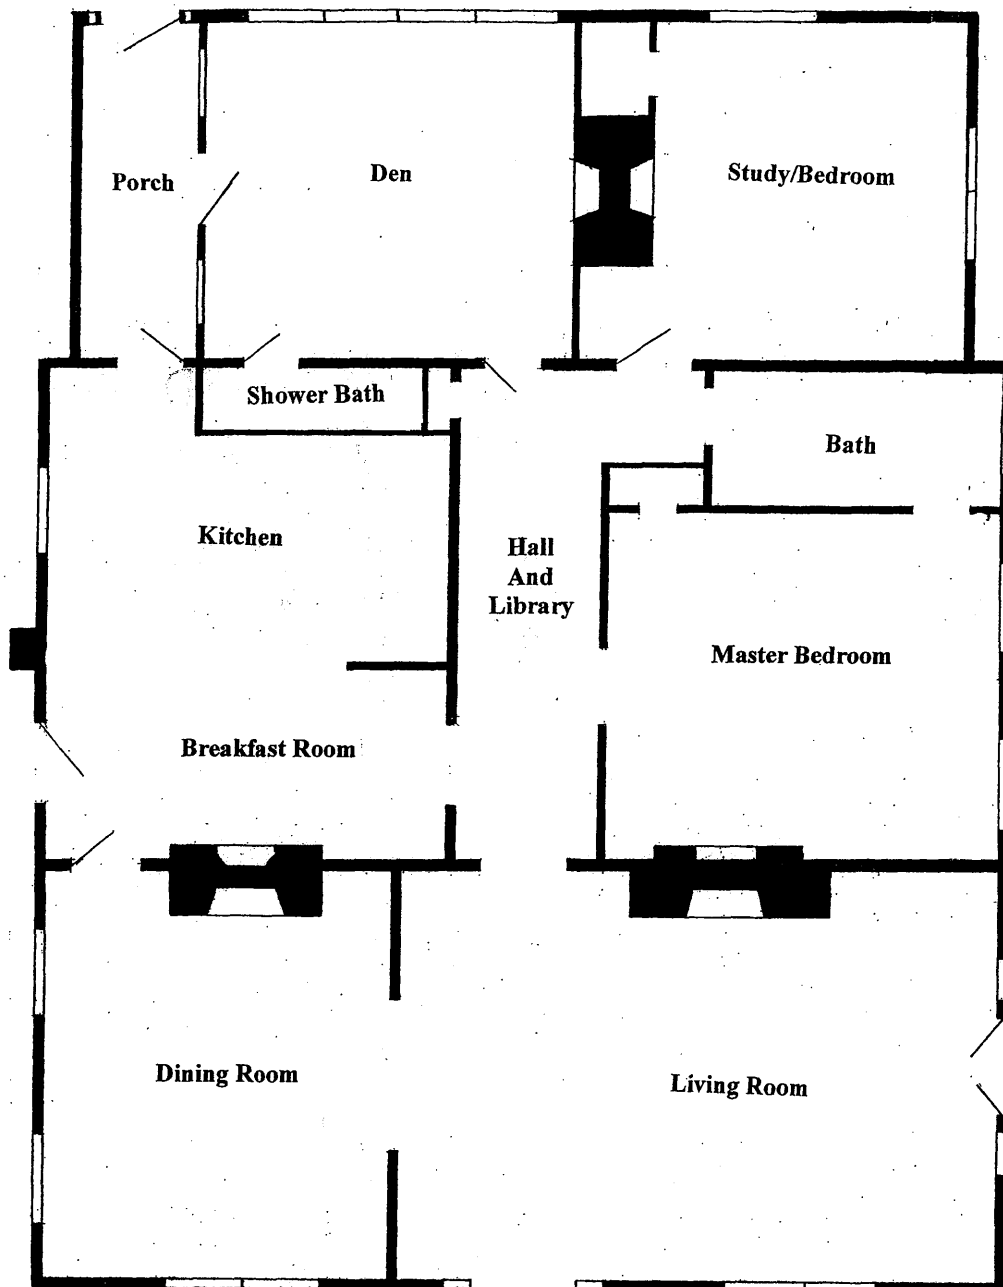 Porch
Den
Study/Bedroom
Shower Bath
Bath
Kitchen
Hall
And
Library
Master Bedroom
Breakfast Room
Dining Room
Living Room